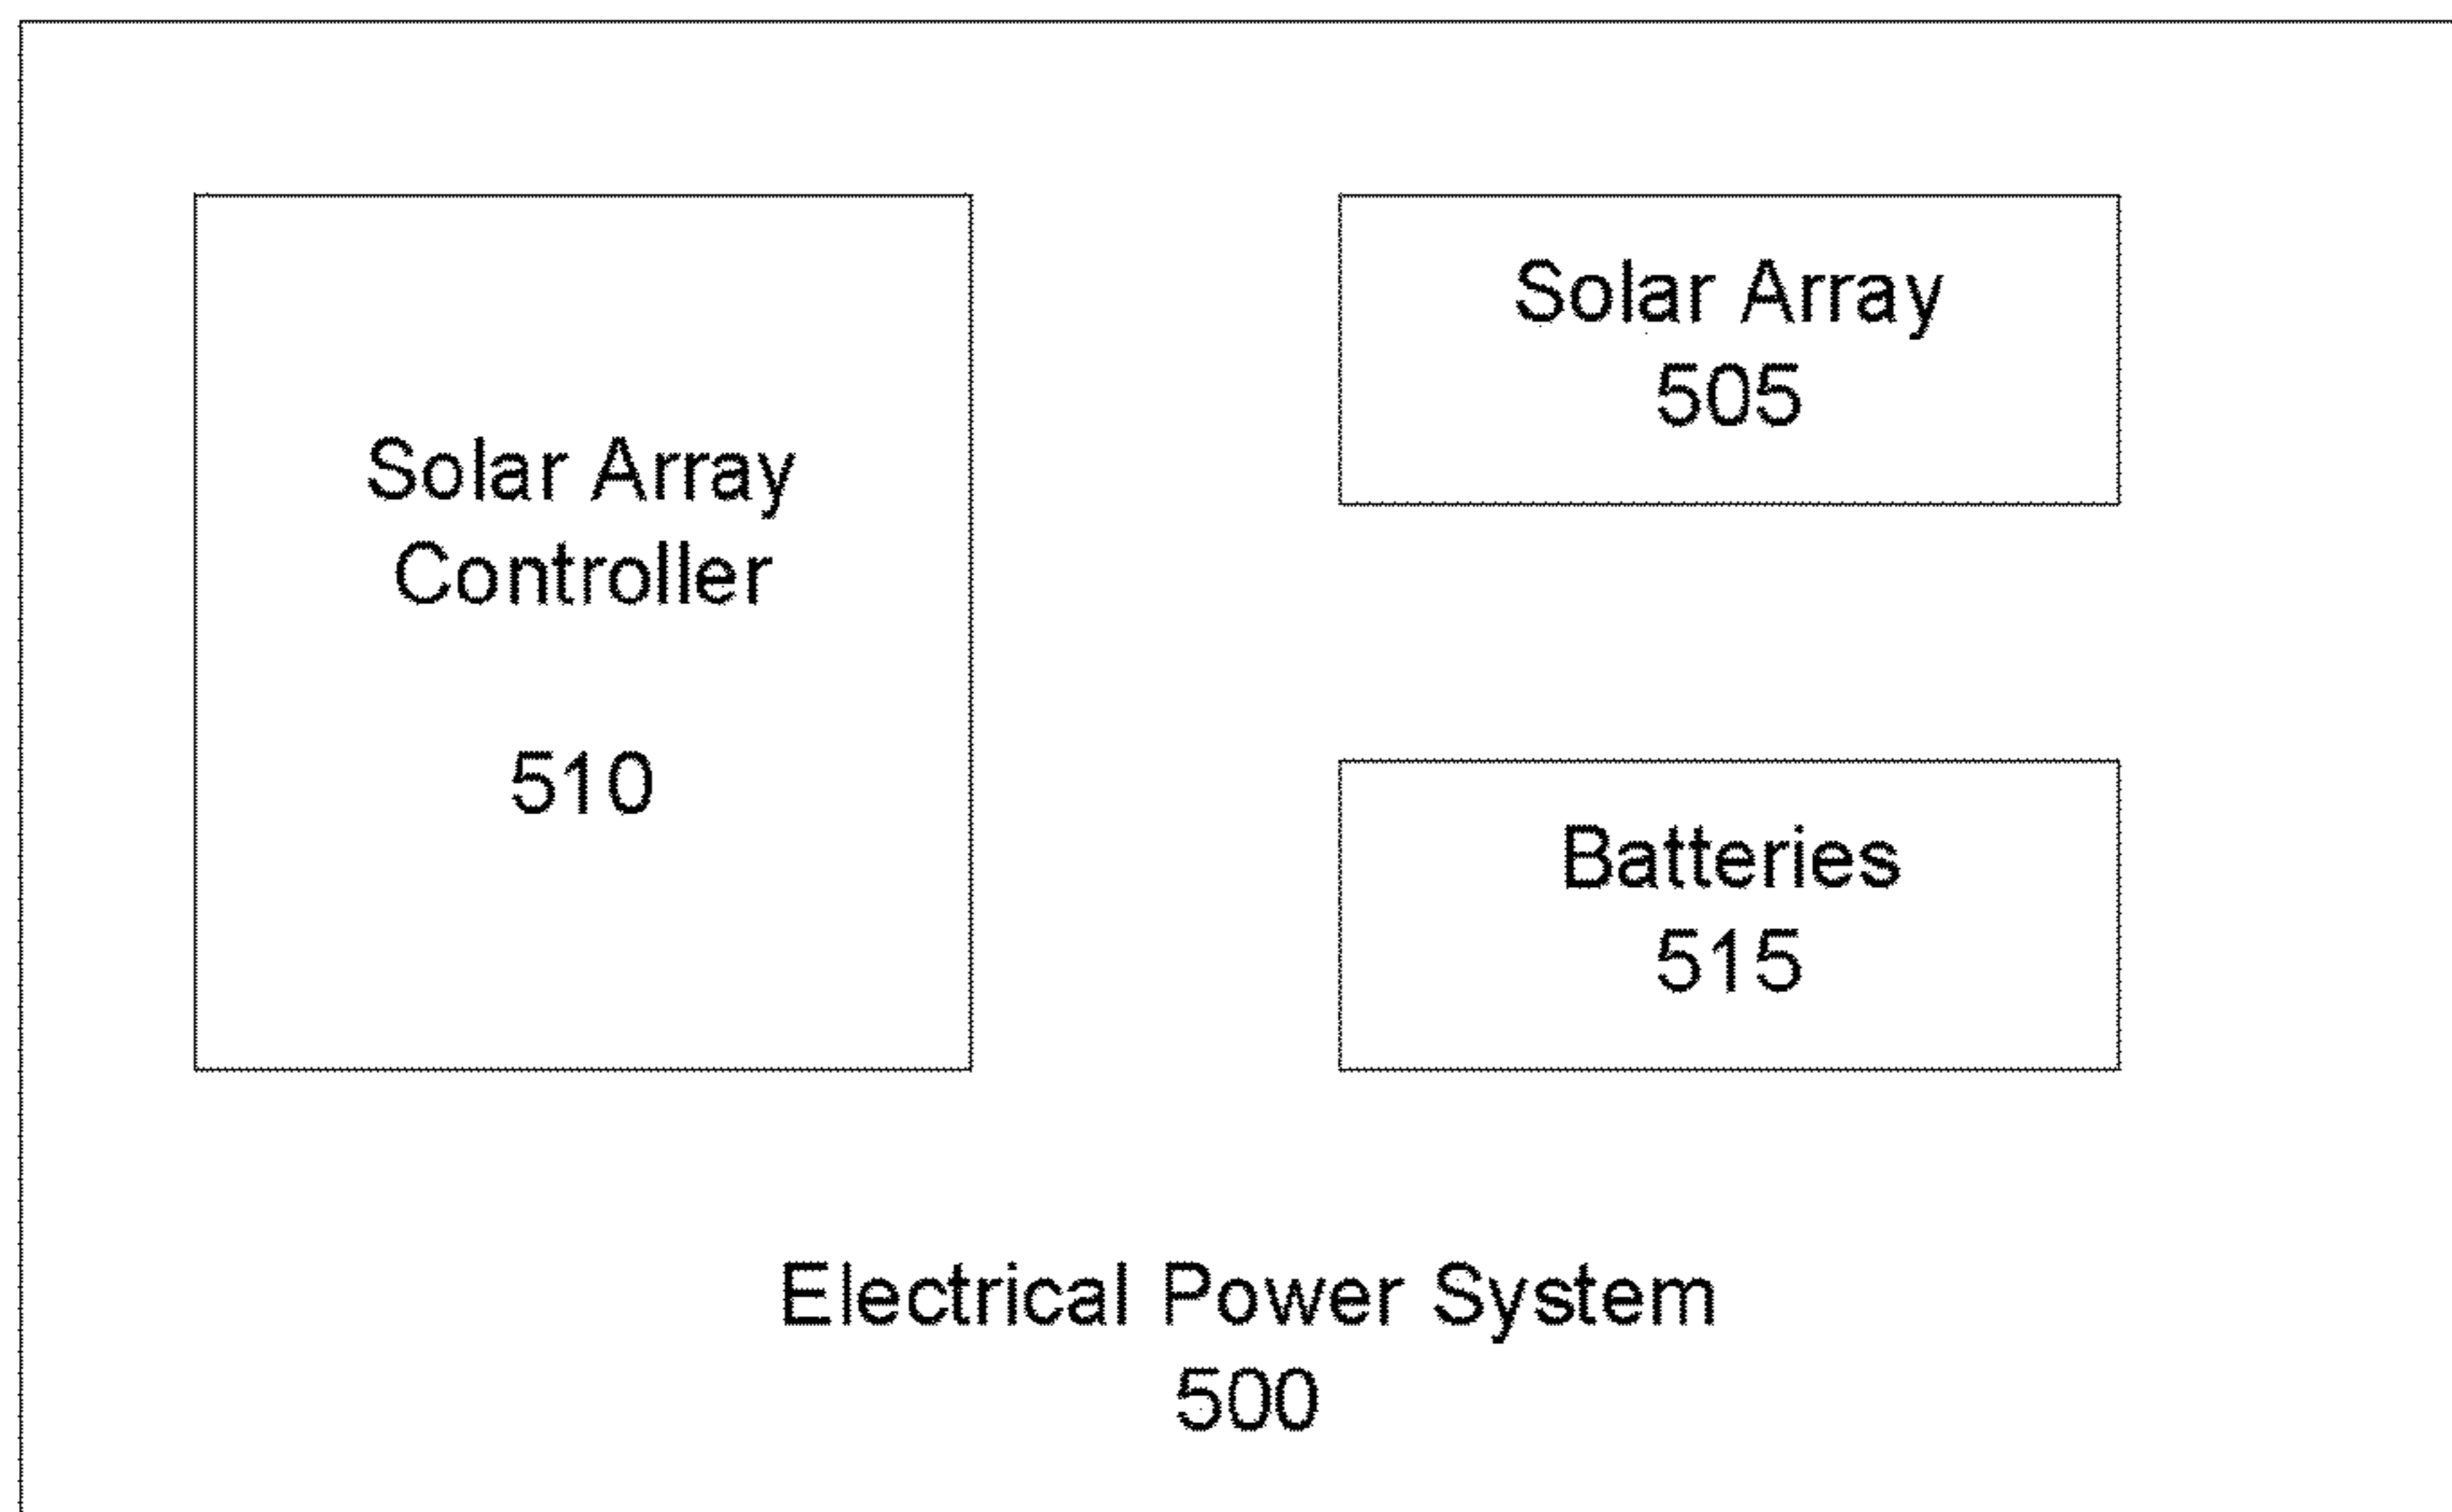 Solar Array
Controller
510
Solar Array
505
Batteries
515
Electrical Power System
500